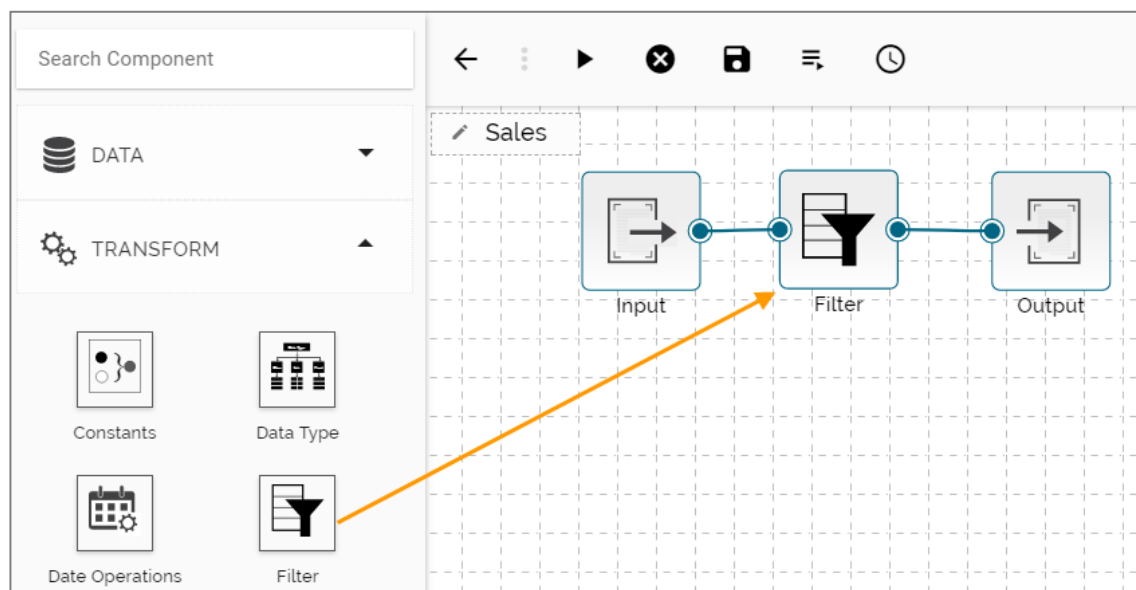 Search Component
DATA
TRANSFORM
Constants
Data Type
Date Operations
Filter
Sales
Input
Filter
Output